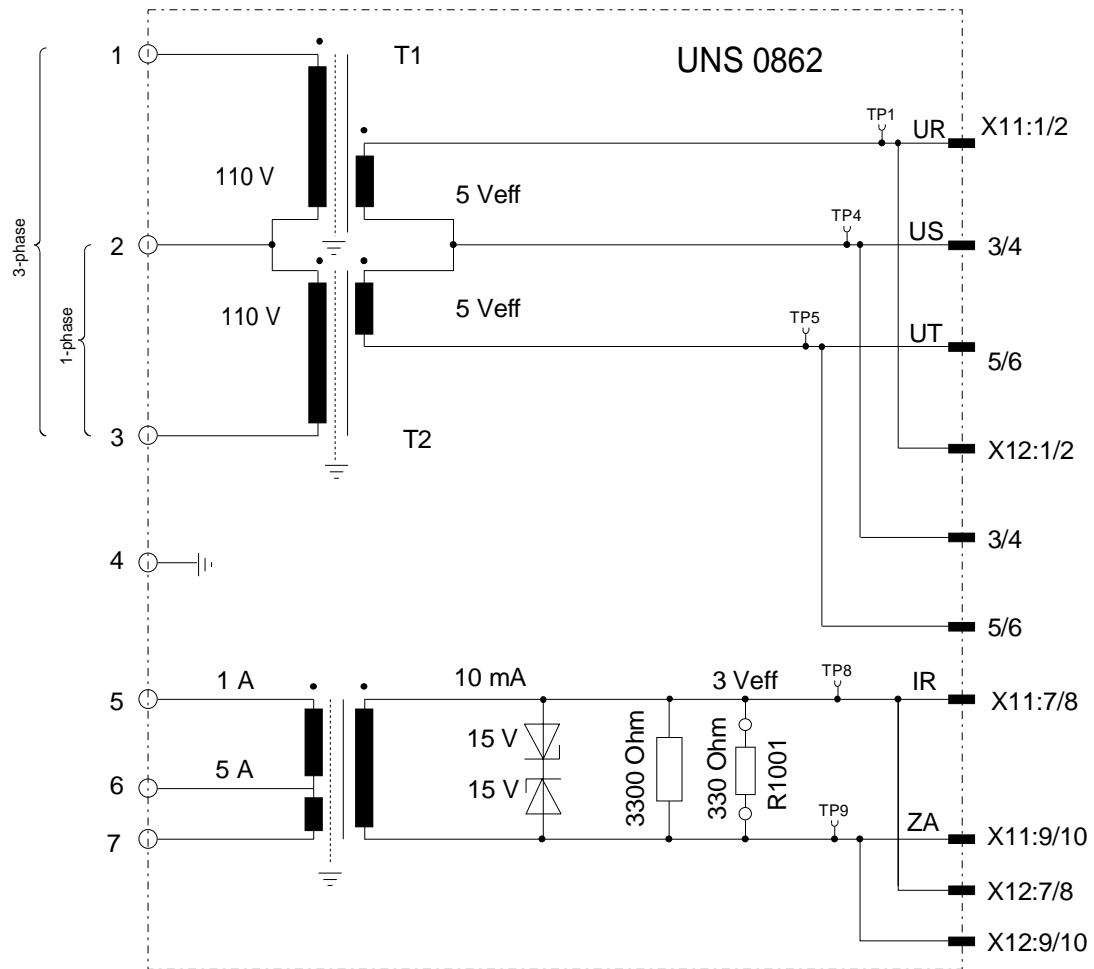 1
T1
UNS 0862
TP1
UR
X11:1/2
110 V
5 Veff
3-phase
2
TP4
US
3/4
1-phase
110 V
5 Veff
TP5
UT
5/6
3
T2
X12:1/2
4
3/4
5/6
5
1 A
10 mA
3 Veff
TP8
IR
X11:7/8
15 V
3300 Ohm
330 Ohm
R1001
6
5 A
15 V
7
TP9
ZA
X11:9/10
X12:7/8
X12:9/10